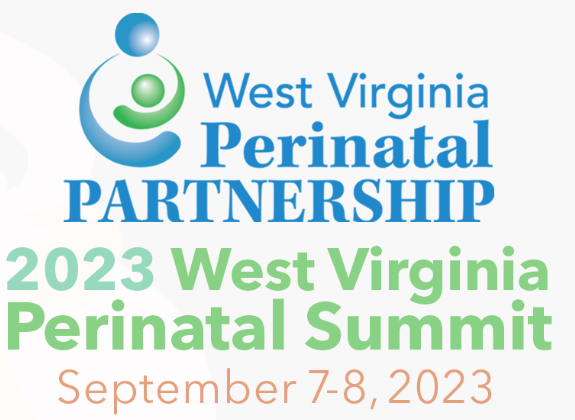 West Virginia
Perinatal
PARTNERSHIP
2023 West Virginia
Perinatal Summit
September 7-8, 2023